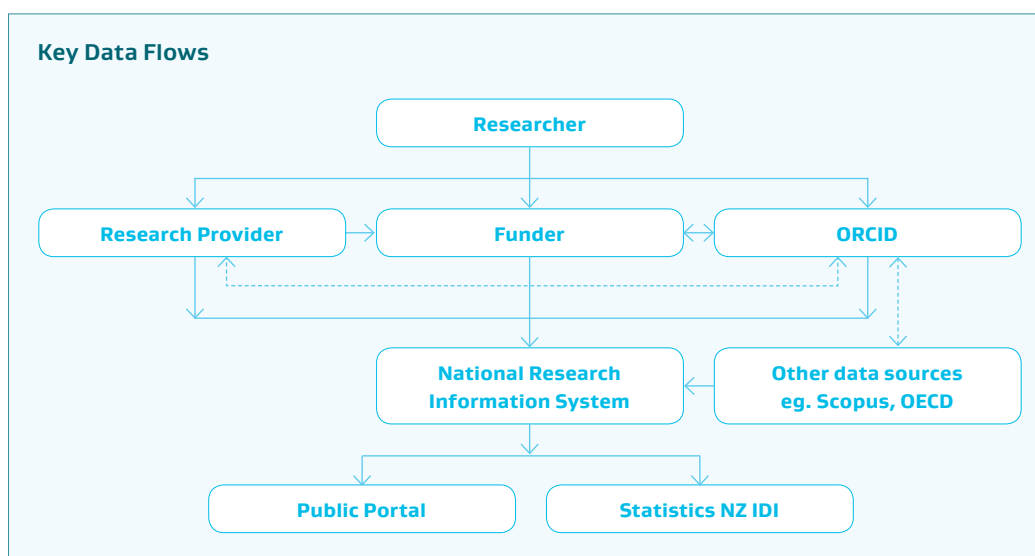 Key Data Flows
Researcher
Research Provider
Funder
ORCID
National Research
Information System
Other data sources
eg. Scopus, OECD
Public Portal
Statistics NZ IDI